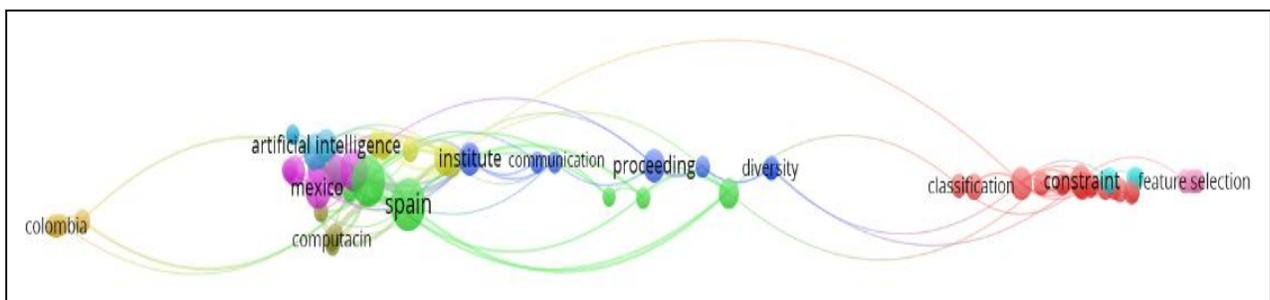 artificial intelligence
institute
communication
proceeding
diversity
mexico
spain
colombia
computacin
classification
constraint
feature selection